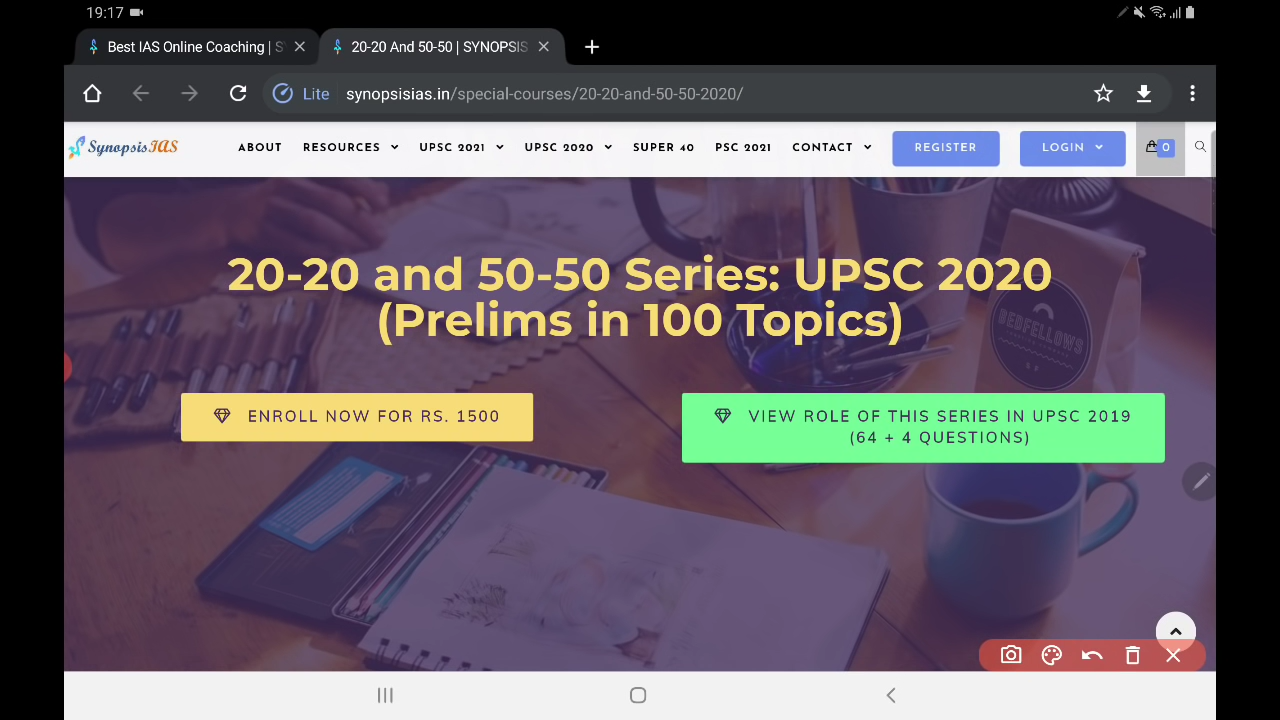 19:17
Best IAS Online Coaching | S
20-20 And 50-50 | SYNOPSIS
Lite
synopsisias.in/special-courses/20-20-and-50-50-2020/
SynopsisIAS
ABOUT
RESOURCES
UPSC 2021
UPSC 2020
SUPER 40
PSC 2021
CONTACT
REGISTER
LOGIN
0
20-20 and 50-50 Series: UPSC 2020
(Prelims in 100 Topics)
BEDFELLOWS
ENROLL NOW FOR RS. 1500
VIEW ROLE OF THIS SERIES IN UPSC 2019
(64 + 4 QUESTIONS)